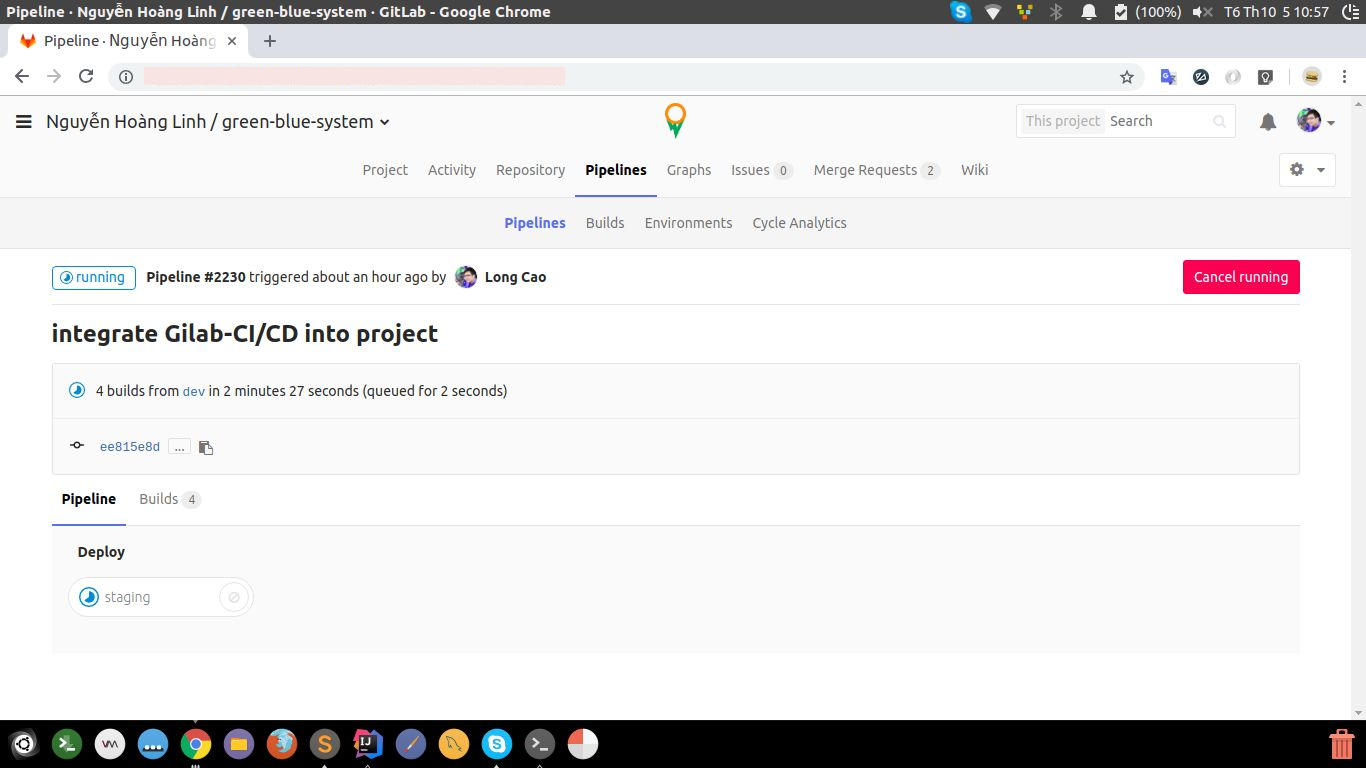 Pipeline · Nguyễn Hoàng Linh / green-blue-system · GitLab - Google Chrome
(100%) T6 Th10 5 10:57
Pipeline · Nguyễn Hoàng
Nguyễn Hoàng Linh / green-blue-system
This project Search
Project Activity Repository Pipelines Graphs Issues 0 Merge Requests 2 Wiki
Pipelines Builds Environments Cycle Analytics
running Pipeline #2230 triggered about an hour ago by Long Cao Cancel running
integrate Gilab-CI/CD into project
4 builds from dev in 2 minutes 27 seconds (queued for 2 seconds)
ee815e8d ...
Pipeline Builds 4
Deploy
staging